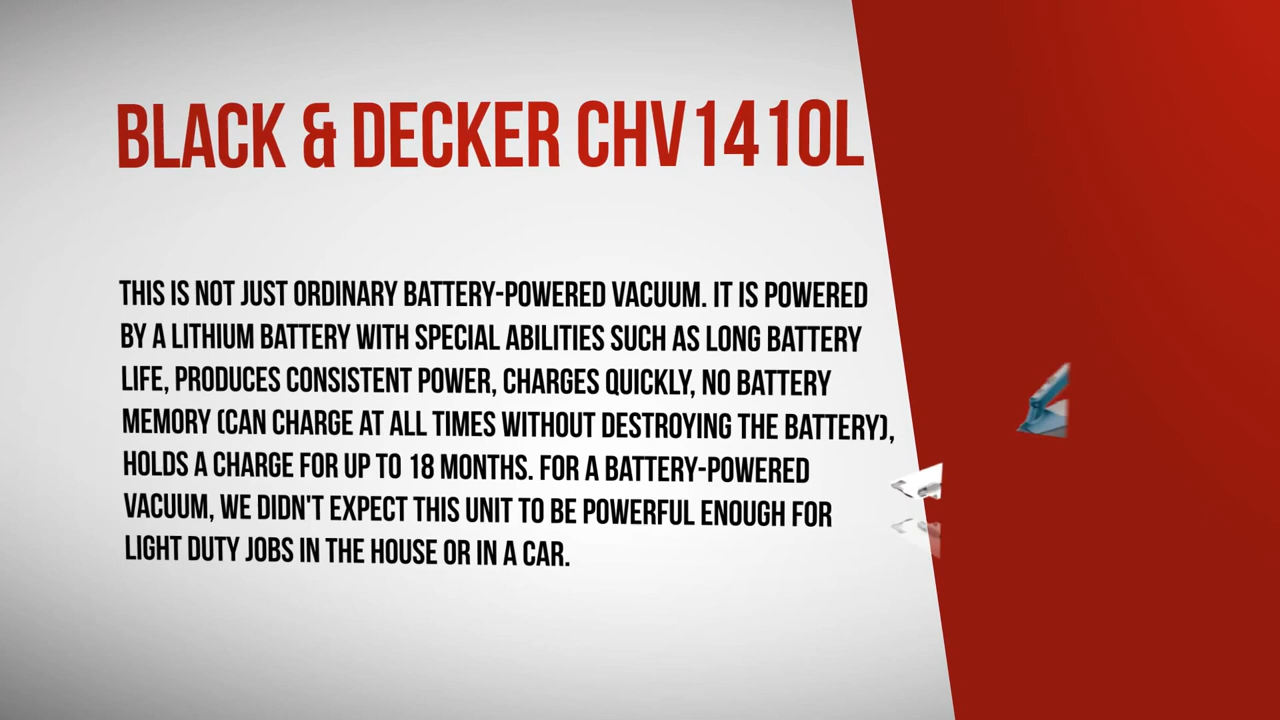 BLACK & DECKER CHV1410L
THIS IS NOT JUST ORDINARY BATTERY-POWERED VACUUM. IT IS POWERED
BY A LITHIUM BATTERY WITH SPECIAL ABILITIES SUCH AS LONG BATTERY
LIFE, PRODUCES CONSISTENT POWER, CHARGES QUICKLY, NO BATTERY
MEMORY (CAN CHARGE AT ALL TIMES WITHOUT DESTROYING THE BATTERY),
HOLDS A CHARGE FOR UP TO 18 MONTHS. FOR A BATTERY-POWERED
VACUUM, WE DIDN'T EXPECT THIS UNIT TO BE POWERFUL ENOUGH FOR
LIGHT DUTY JOBS IN THE HOUSE OR IN A CAR.